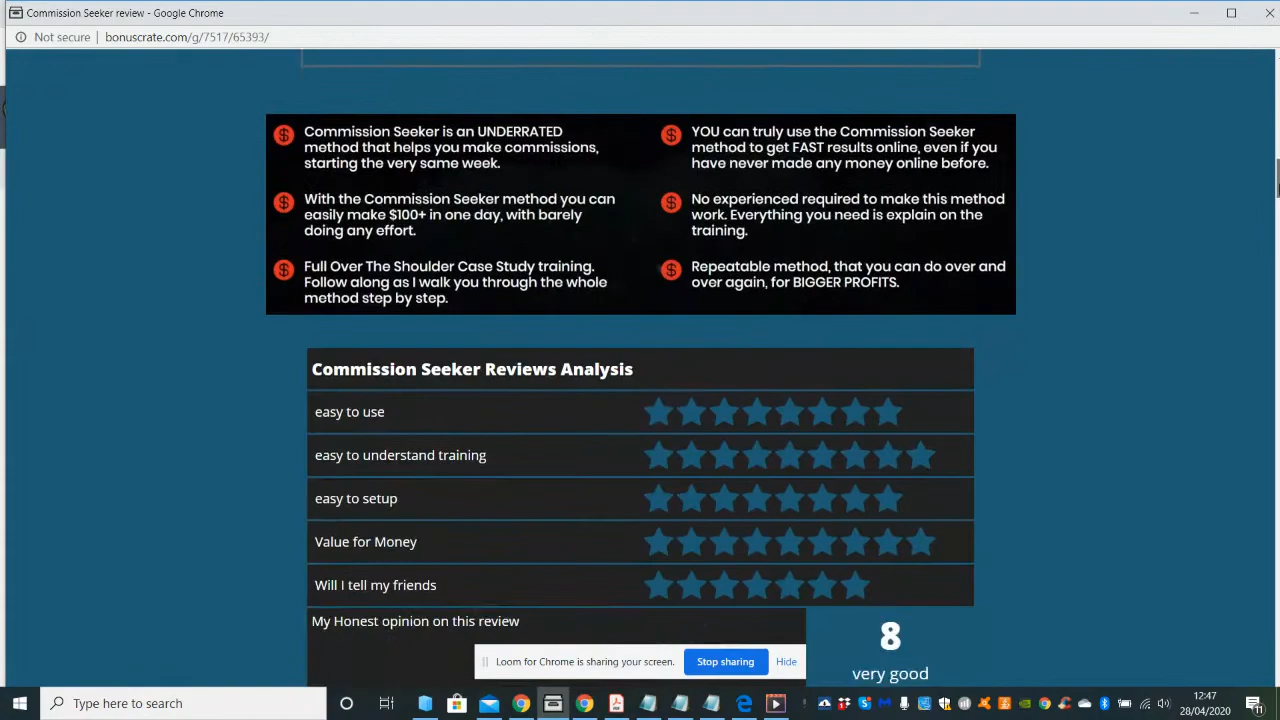 Commission Seeker review - Google Chrome
Not secure
bonuscrate.com/g/7517/65393/
Commission Seeker is an UNDERRATED
method that helps you make commissions,
starting the very same week.
With the Commission Seeker method you can
easily make $100+ in one day, with barely
doing any effort.
Full Over The Shoulder Case Study training.
Follow along as I walk you through the whole
method step by step.
YOU can truly use the Commission Seeker
method to get FAST results online, even if you
have never made any money online before.
No experienced required to make this method
work. Everything you need is explain on the
training.
Repeatable method, that you can do over and
over again, for BIGGER PROFITS.
Commission Seeker Reviews Analysis
easy to use
easy to understand training
easy to setup
Value for Money
Will I tell my friends
My Honest opinion on this review
8
very good
Loom for Chrome is sharing your screen.
Stop sharing
Hide
Type here to search
12:47
28/04/2020
11